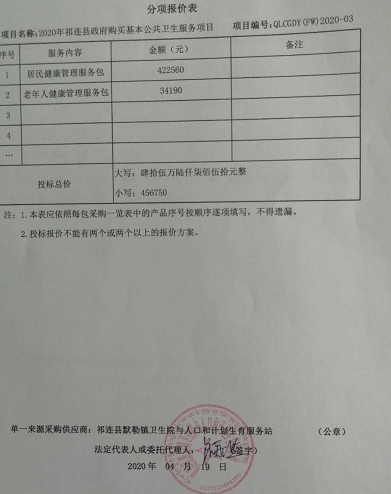 分项报价表
项目名称:2020年祁连县政府购买基本公共卫生服务项目 项目编号:QLCGDY(FW)2020-03
序号 服务内容 金额（元） 备注
1 居民健康管理服务包 422560
2 老年人健康管理服务包 34190
3
4
…
投标总价 大写：肆拾伍万陆仟柒佰伍拾元整
小写：456750
注：1.本表应依照每包采购一览表中的产品序号按顺序逐项填写，不得遗漏。
2.投标报价不能有两个或两个以上的报价方案。
单一来源采购供应商：祁连县默勒镇卫生院与人口和计划生育服务站 （公章）
法定代表人或委托代理人： 签字）
2020 年 04 月 19 日